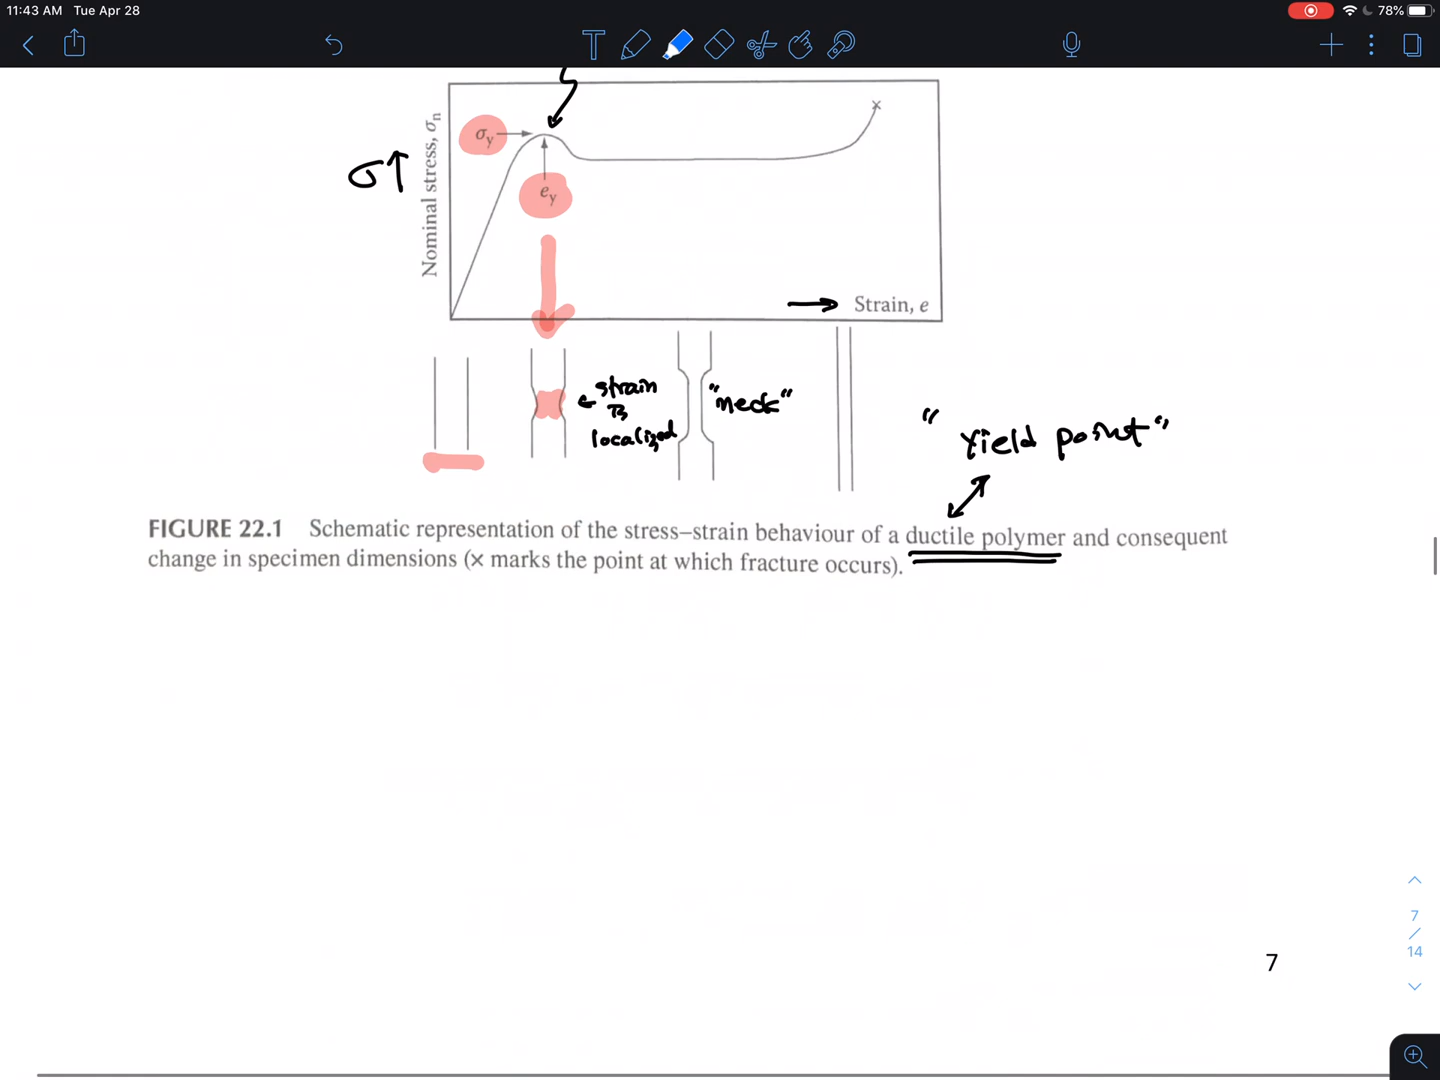 11:43 AM Tue Apr 28
78%
T
σ↑
Nominal stress, σn
σy
ey
→ Strain, e
← strain
is
localized
"neck"
"yield point"
FIGURE 22.1 Schematic representation of the stress–strain behaviour of a ductile polymer and consequent
change in specimen dimensions (× marks the point at which fracture occurs).
7
/
14
7